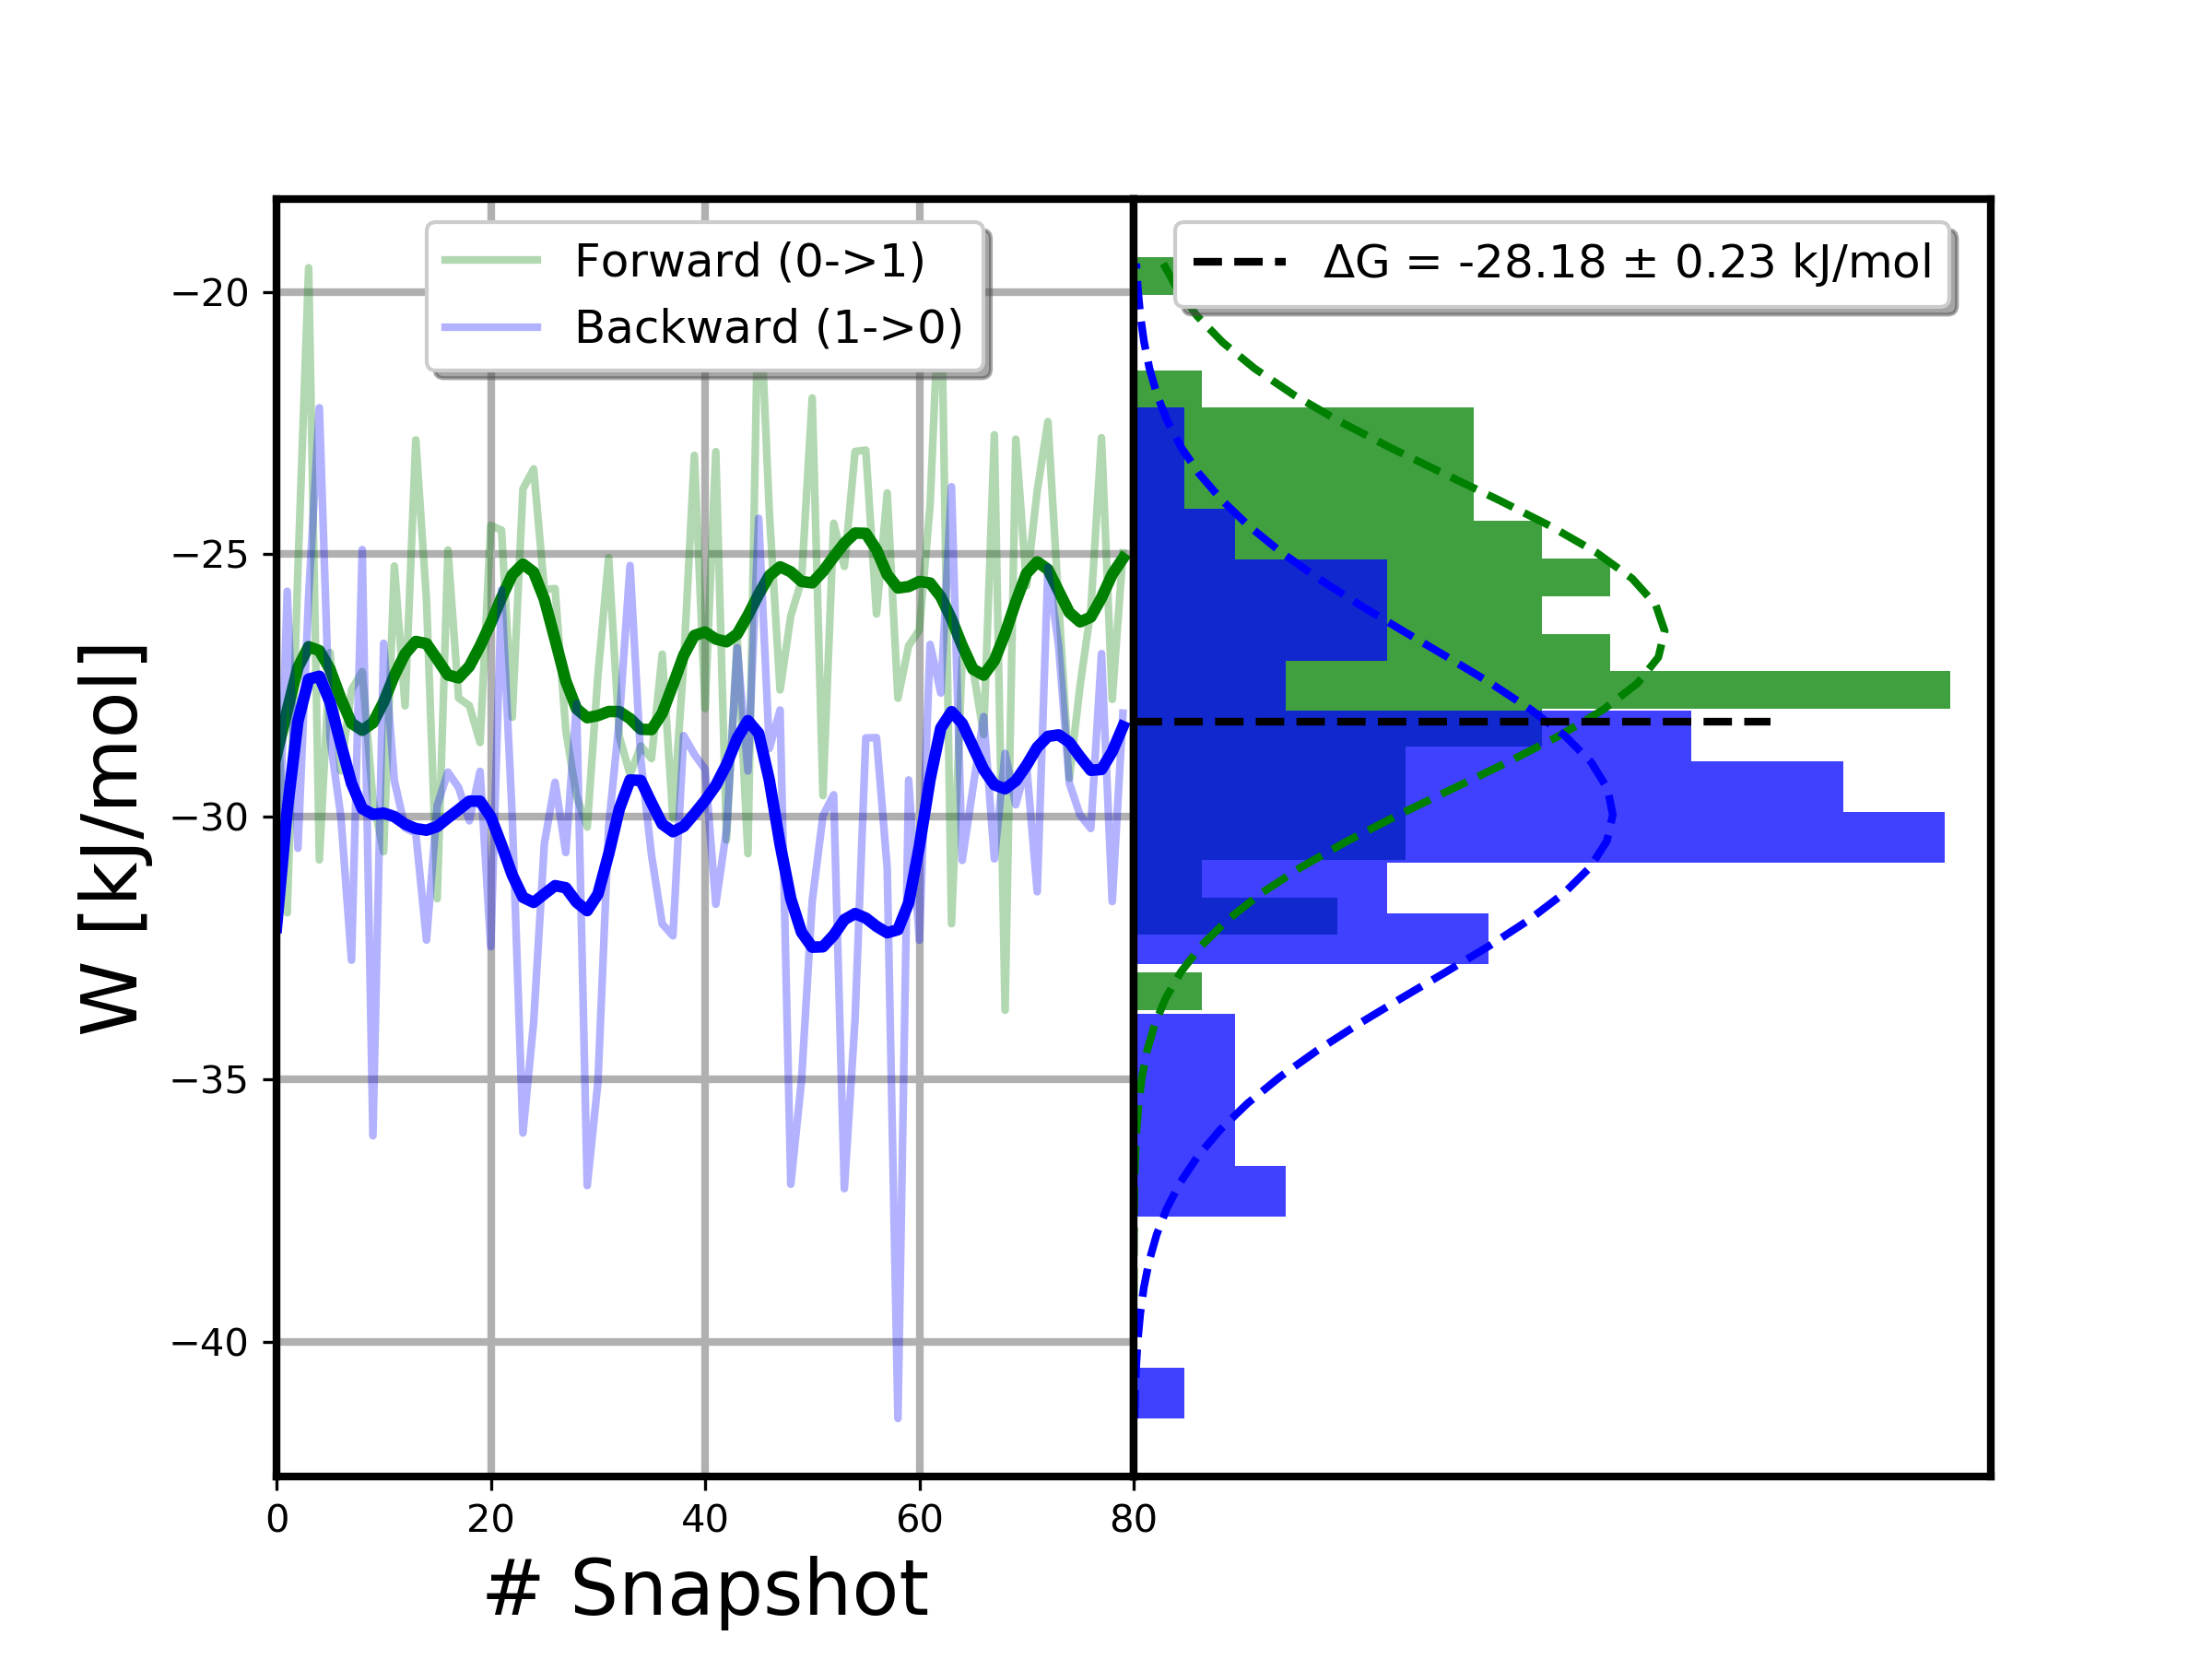 Forward (0->1)
Backward (1->0)
ΔG = -28.18 ± 0.23 kJ/mol
−20
−25
−30
−35
−40
W [kJ/mol]
0 20 40 60 80
# Snapshot